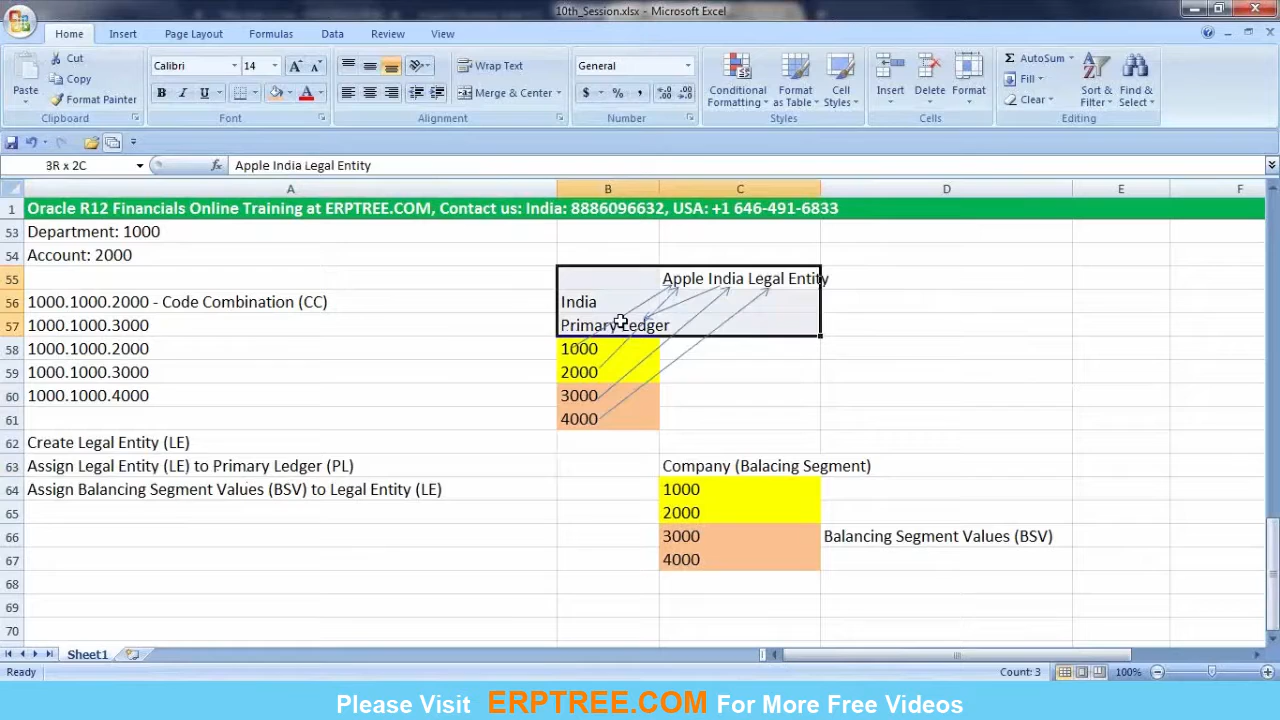 10th_Session.xlsx - Microsoft Excel
Home Insert Page Layout Formulas Data Review View
Paste
Cut
Copy
Format Painter
Clipboard
Calibri 14
B I U
Font
Wrap Text
Merge & Center
Alignment
General
$ % ,
Number
Conditional Formatting
Format as Table
Cell Styles
Styles
Insert Delete Format
Cells
AutoSum
Fill
Clear
Sort & Filter
Find & Select
Editing
3R x 2C fx Apple India Legal Entity
A B C D E F
1 Oracle R12 Financials Online Training at ERPTREE.COM, Contact us: India: 8886096632, USA: +1 646-491-6833
53 Department: 1000
54 Account: 2000
55 Apple India Legal Entity
56 1000.1000.2000 - Code Combination (CC) India
57 1000.1000.3000 Primary Ledger
58 1000.1000.2000 1000
59 1000.1000.3000 2000
60 1000.1000.4000 3000
61 4000
62 Create Legal Entity (LE)
63 Assign Legal Entity (LE) to Primary Ledger (PL) Company (Balacing Segment)
64 Assign Balancing Segment Values (BSV) to Legal Entity (LE) 1000
65 2000
66 3000 Balancing Segment Values (BSV)
67 4000
68
69
70
Sheet1
Ready Count: 3 100%
Please Visit ERPTREE.COM For More Free Videos